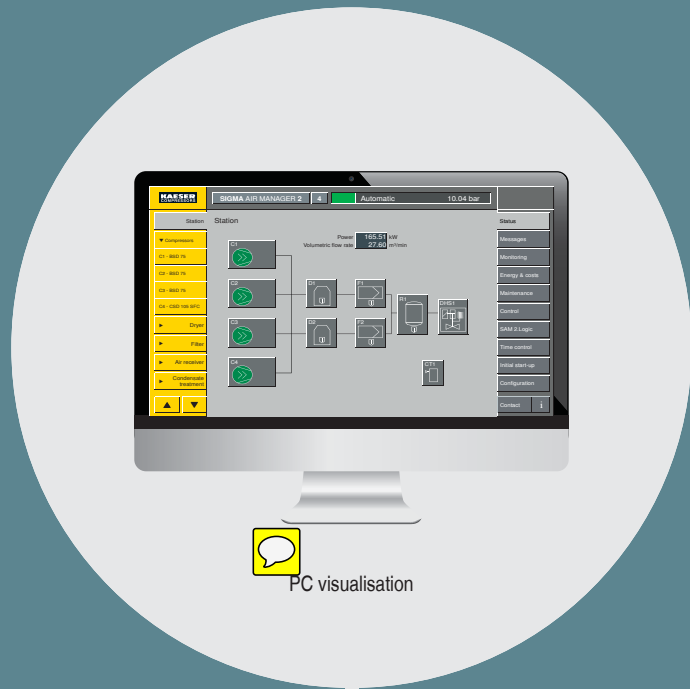 KAESER
COMPRESSORS
SIGMA AIR MANAGER 2
4
Automatic
10.04 bar
Station
Station
Status
▼ Compressors
C1 - BSD 75
C2 - BSD 75
C3 - BSD 75
C4 - CSD 105 SFC
► Dryer
► Filter
► Air receiver
► Condensate
treatment
▲ ▼
Power 165.51 kW
Volumetric flow rate 27.60 m³/min
C1
C2
C3
C4
D1
D2
F1
F2
R1
DHS1
CT1
Messages
Monitoring
Energy & costs
Maintenance
Control
SAM 2.Logic
Time control
Initial start-up
Configuration
Contact i
PC visualisation